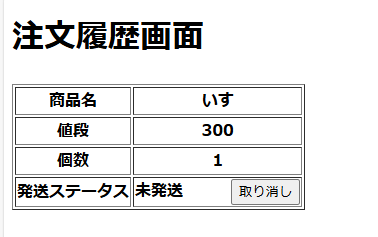 注文履歴画面
商品名 いす
値段 300
個数 1
発送ステータス 未発送 取り消し